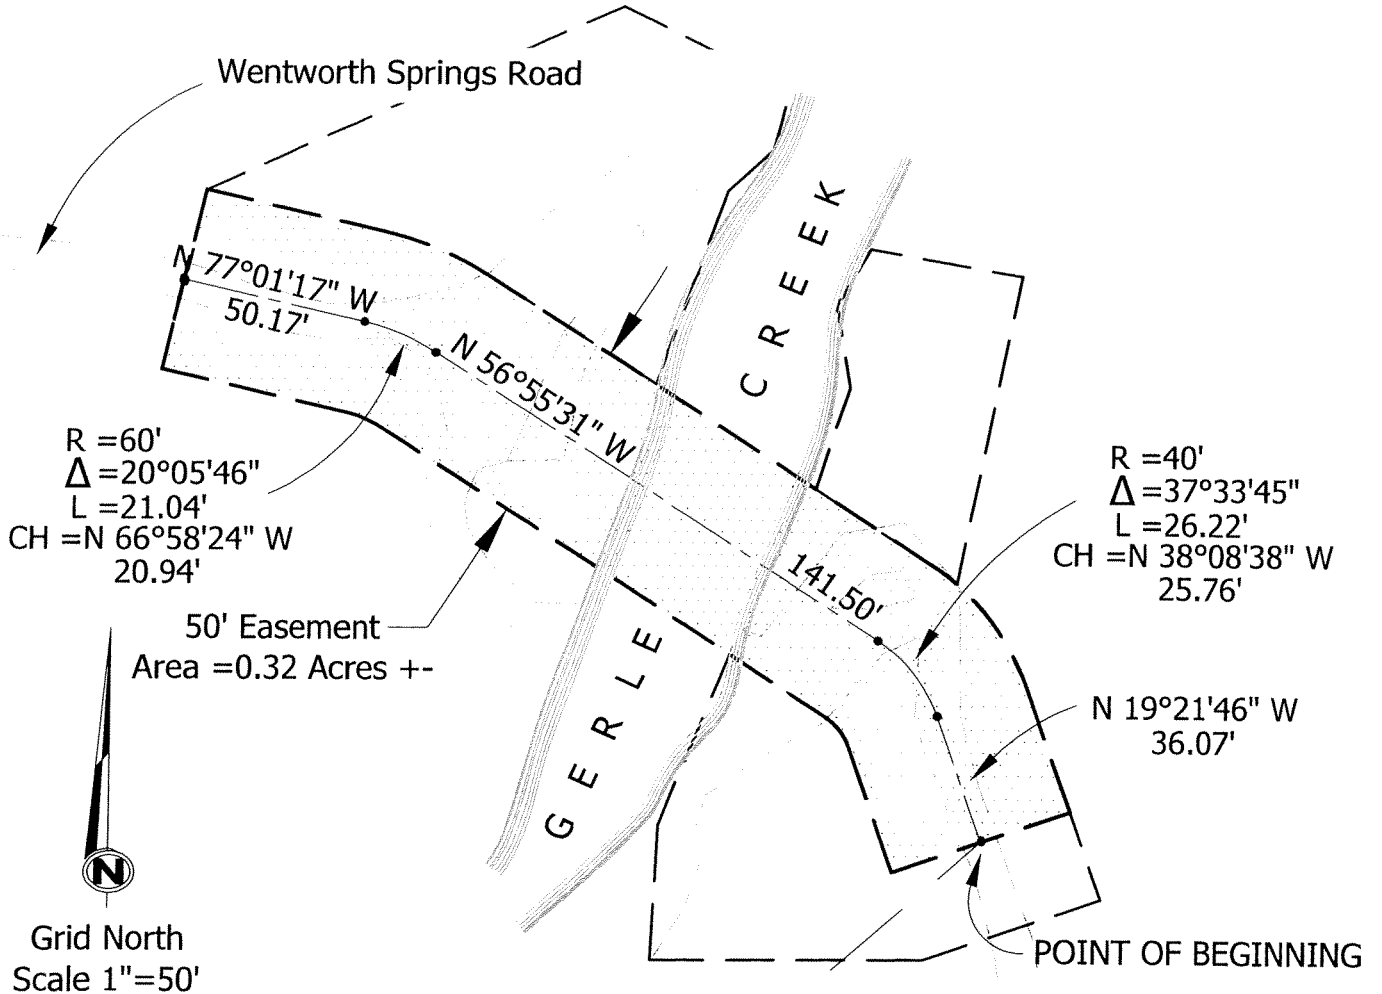 Wentworth Springs Road
N 77°01'17" W
50.17'
N 56°55'31" W
141.50'
CREEK
GERLE
R =60'
Δ =20°05'46"
L =21.04'
CH =N 66°58'24" W
20.94'
R =40'
Δ =37°33'45"
L =26.22'
CH =N 38°08'38" W
25.76'
50' Easement
Area =0.32 Acres +-
N 19°21'46" W
36.07'
POINT OF BEGINNING
N
Grid North
Scale 1"=50'